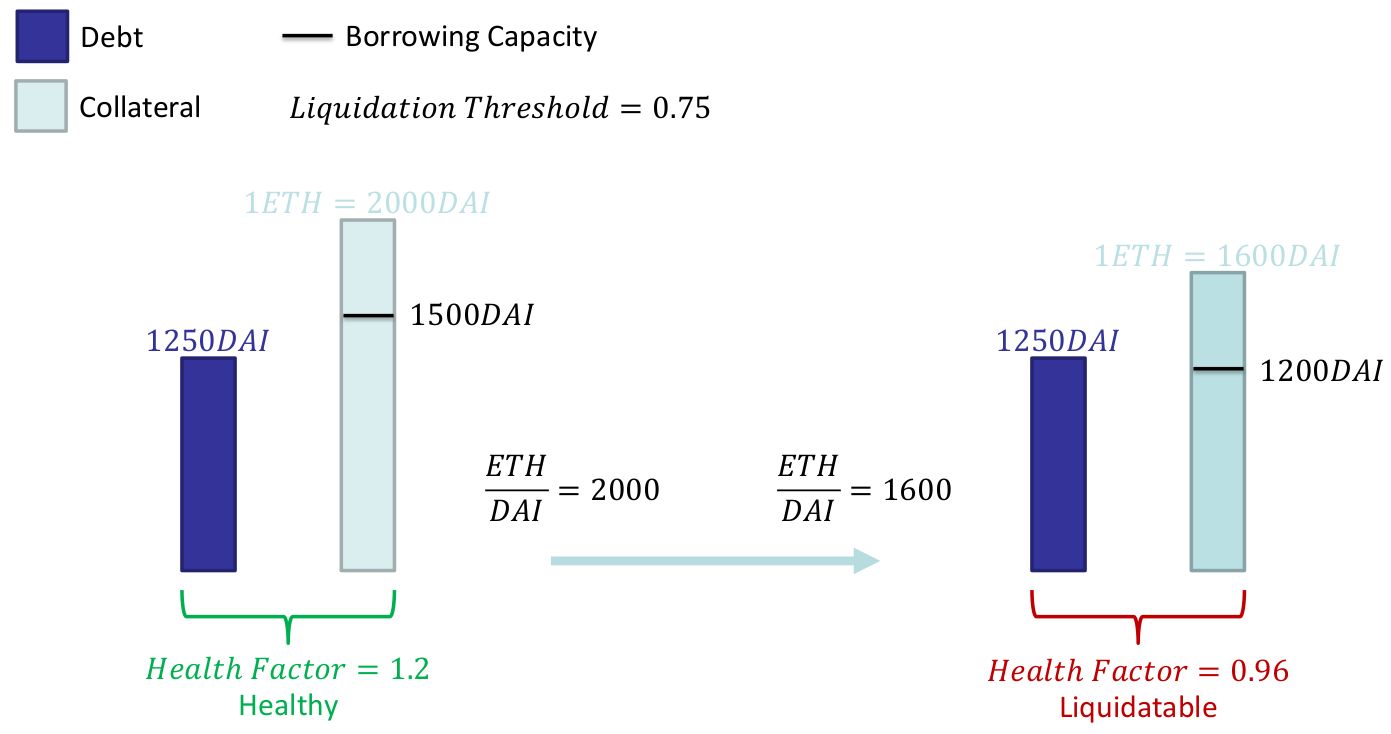 Debt
Borrowing Capacity
Collateral
Liquidation Threshold = 0.75
1ETH = 2000DAI
1500DAI
1250DAI
ETH/DAI = 2000
ETH/DAI = 1600
1ETH = 1600DAI
1250DAI
1200DAI
Health Factor = 1.2
Healthy
Health Factor = 0.96
Liquidatable